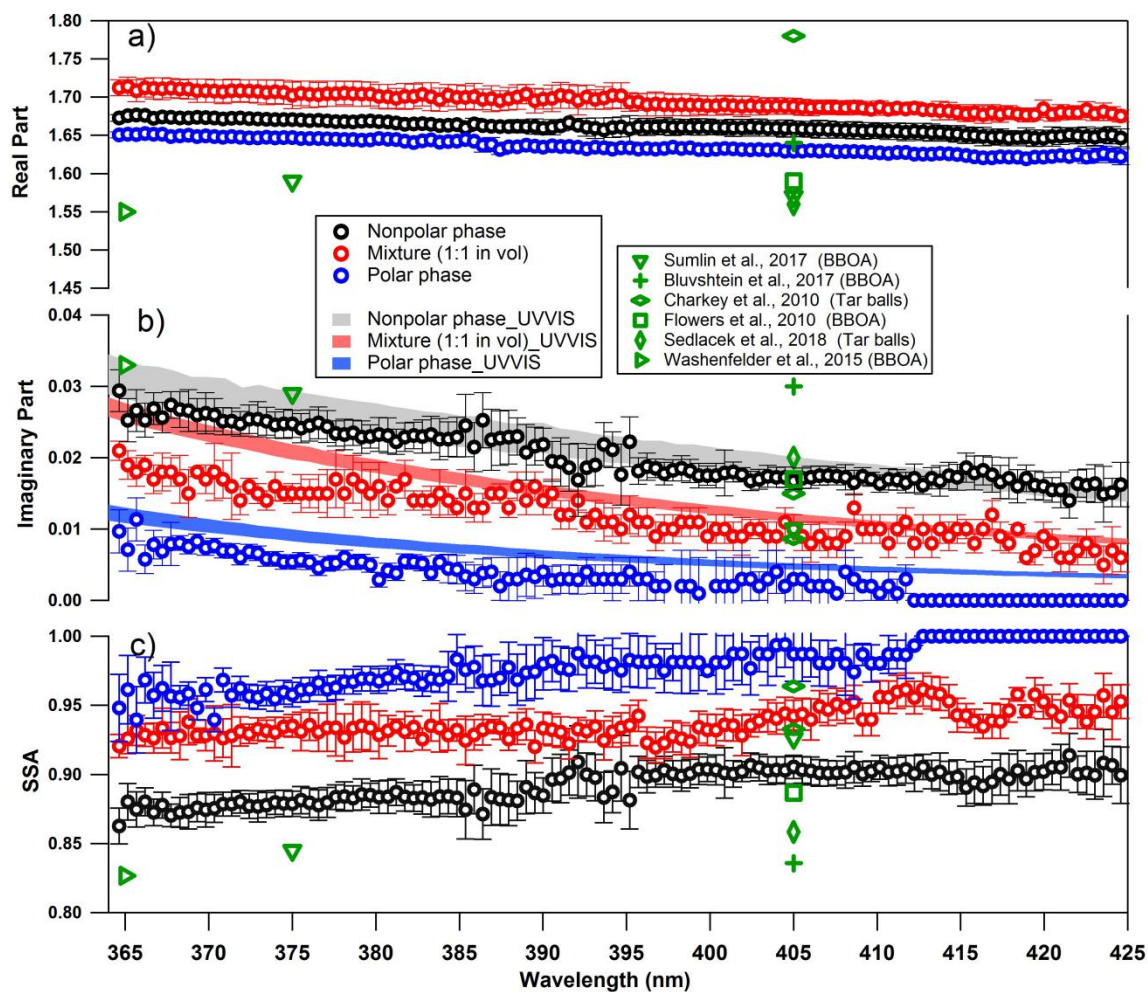 a)
1.80
1.75
1.70
1.65
1.60
1.55
1.50
1.45
Real Part
Nonpolar phase
Mixture (1:1 in vol)
Polar phase
Nonpolar phase_UVVIS
Mixture (1:1 in vol)_UVVIS
Polar phase_UVVIS
Sumlin et al., 2017 (BBOA)
Bluvshtein et al., 2017 (BBOA)
Charkey et al., 2010 (Tar balls)
Flowers et al., 2010 (BBOA)
Sedlacek et al., 2018 (Tar balls)
Washenfelder et al., 2015 (BBOA)
b)
0.04
0.03
0.02
0.01
0.00
Imaginary Part
c)
1.00
0.95
0.90
0.85
0.80
SSA
365 370 375 380 385 390 395 400 405 410 415 420 425
Wavelength (nm)